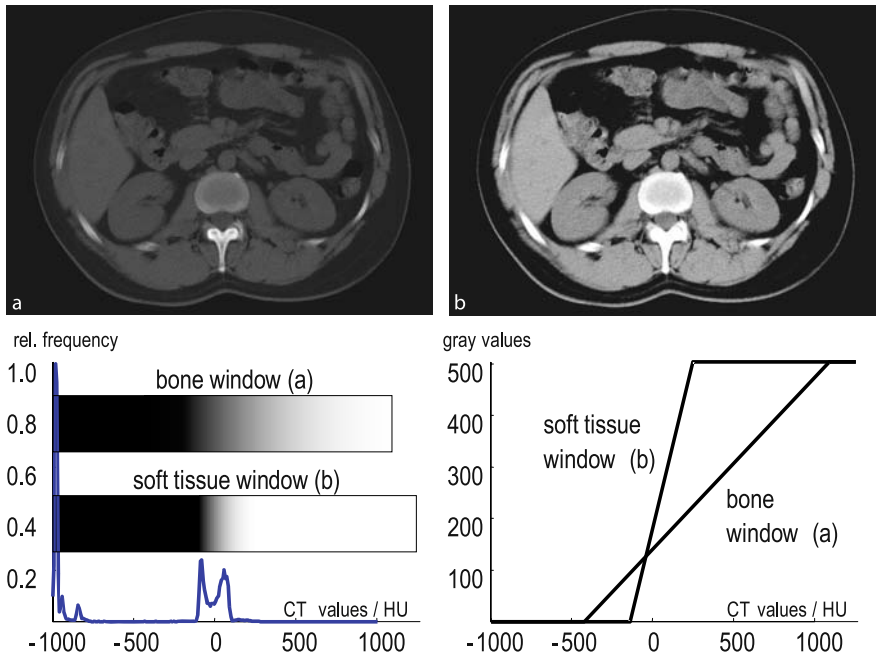 a
b
rel. frequency
1.0
bone window (a)
0.8
0.6
soft tissue window (b)
0.4
0.2
CT values / HU
-1000 -500 0 500 1000
gray values
500
400
soft tissue
window (b)
300
bone
window (a)
200
100
CT values / HU
-1000 -500 0 500 1000